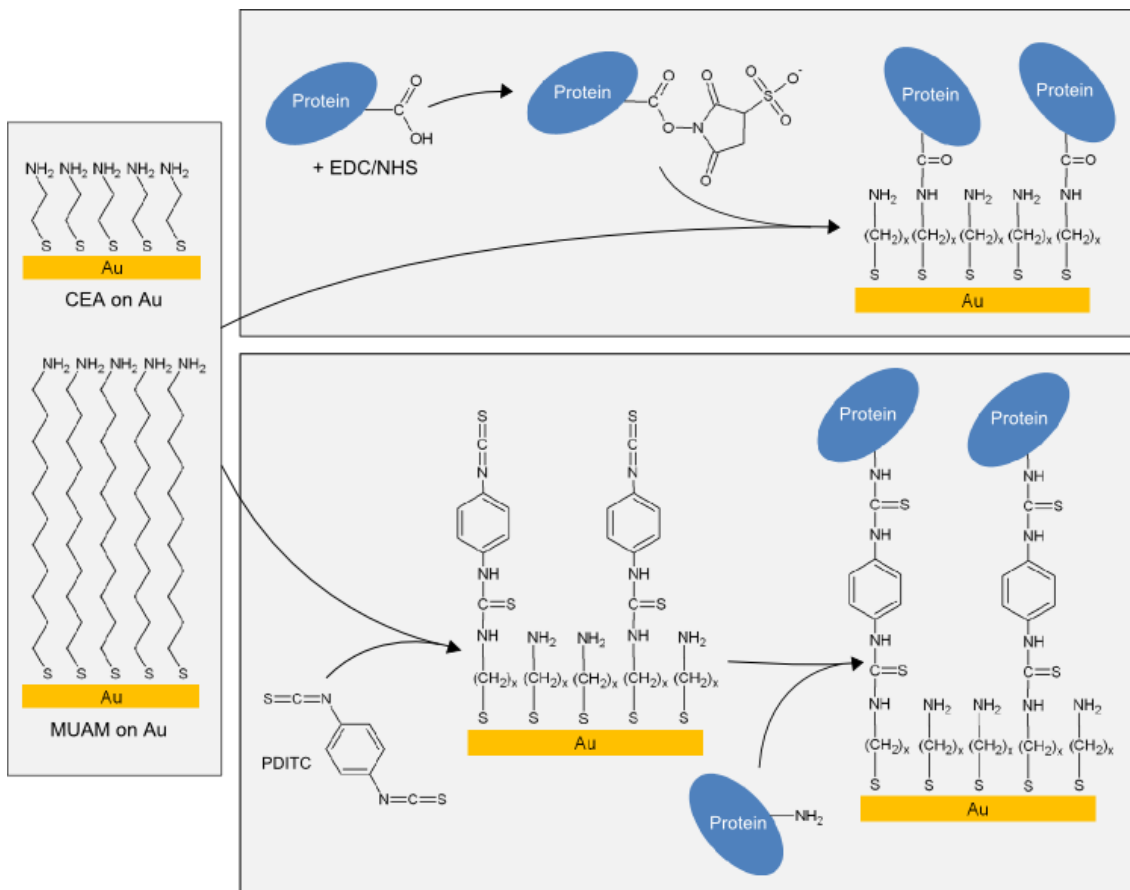 NH2 NH2 NH2 NH2 NH2
S S S S S
Au
CEA on Au
NH2 NH2 NH2 NH2 NH2
S S S S S
Au
MUAM on Au
Protein
O
C
OH
+ EDC/NHS
Protein
O
C
O
N
O
O
S
O-
O
O
Protein
Protein
C=O
C=O
NH2 NH NH2 NH2 NH
(CH2)x (CH2)x (CH2)x (CH2)x (CH2)x
S S S S S
Au
S=C=N
N=C=S
PDITC
S S
C C
N N
NH NH
C=S C=S
NH NH2 NH2 NH NH2
(CH2)x (CH2)x (CH2)x (CH2)x (CH2)x
S S S S S
Au
Protein
NH2
Protein
Protein
NH NH
C=S C=S
NH NH
NH NH
C=S C=S
NH NH2 NH2 NH NH2
(CH2)x (CH2)x (CH2)x (CH2)x (CH2)x
S S S S S
Au